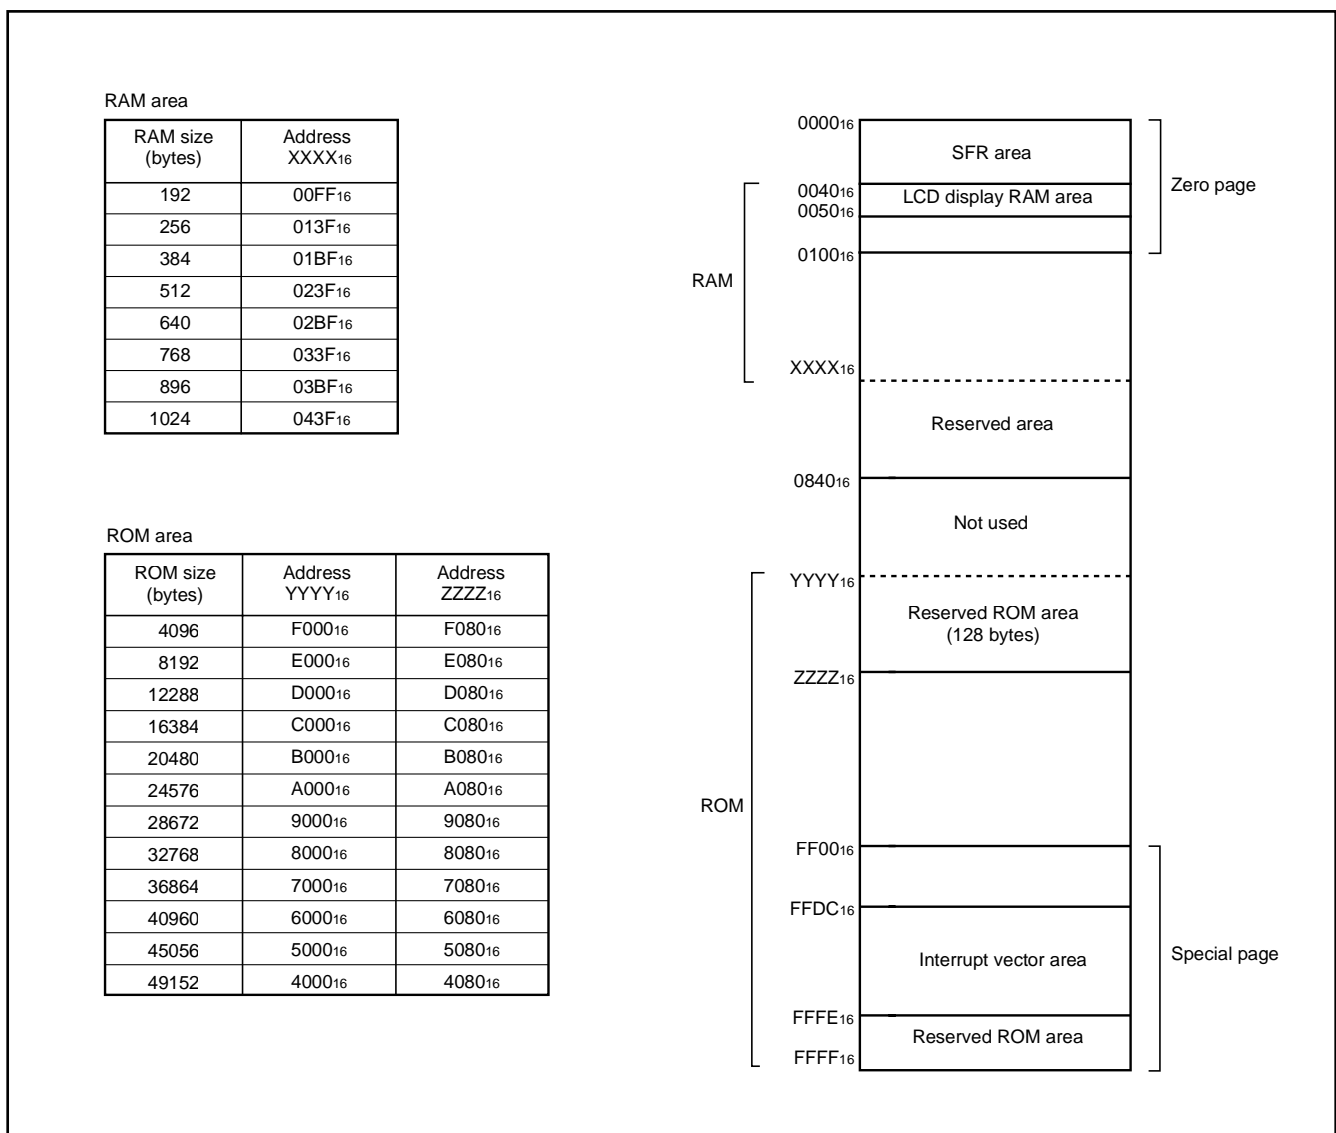 RAM area
RAM size (bytes) Address XXXX16
192 00FF16
256 013F16
384 01BF16
512 023F16
640 02BF16
768 033F16
896 03BF16
1024 043F16
ROM area
ROM size (bytes) Address YYYY16 Address ZZZZ16
4096 F00016 F08016
8192 E00016 E08016
12288 D00016 D08016
16384 C00016 C08016
20480 B00016 B08016
24576 A00016 A08016
28672 900016 908016
32768 800016 808016
36864 700016 708016
40960 600016 608016
45056 500016 508016
49152 400016 408016
000016
SFR area
Zero page
004016
LCD display RAM area
005016
010016
RAM
XXXX16
Reserved area
084016
Not used
YYYY16
Reserved ROM area
(128 bytes)
ZZZZ16
ROM
FF0016
FFDC16
Interrupt vector area
Special page
FFFE16
Reserved ROM area
FFFF16